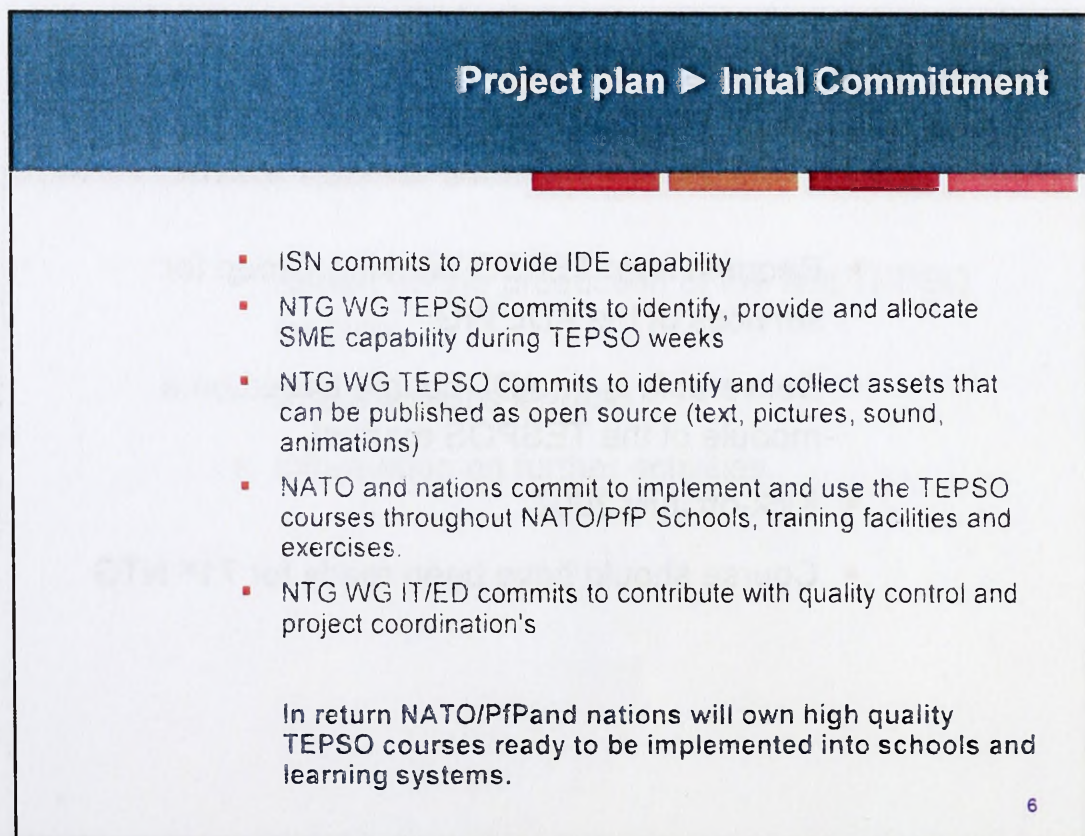 Project plan ► Inital Committment
▪ ISN commits to provide IDE capability
▪ NTG WG TEPSO commits to identify, provide and allocate
SME capability during TEPSO weeks
▪ NTG WG TEPSO commits to identify and collect assets that
can be published as open source (text, pictures, sound,
animations)
▪ NATO and nations commit to implement and use the TEPSO
courses throughout NATO/PfP Schools, training facilities and
exercises.
▪ NTG WG IT/ED commits to contribute with quality control and
project coordination's
In return NATO/PfPand nations will own high quality
TEPSO courses ready to be implemented into schools and
learning systems.
6